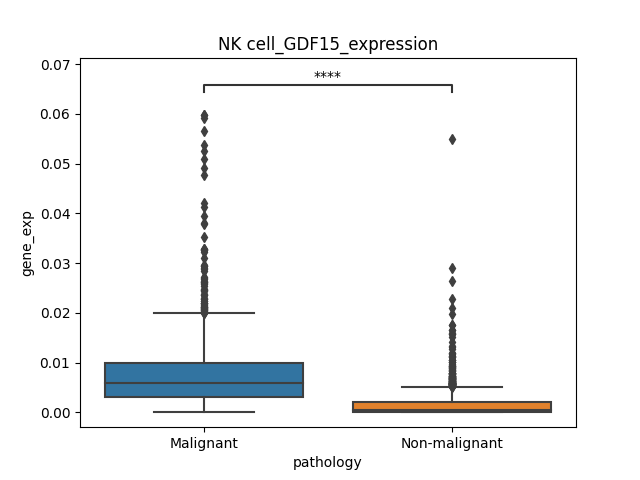 NK cell_GDF15_expression
****
0.07
0.06
0.05
0.04
0.03
0.02
0.01
0.00
gene_exp
Malignant
Non-malignant
pathology